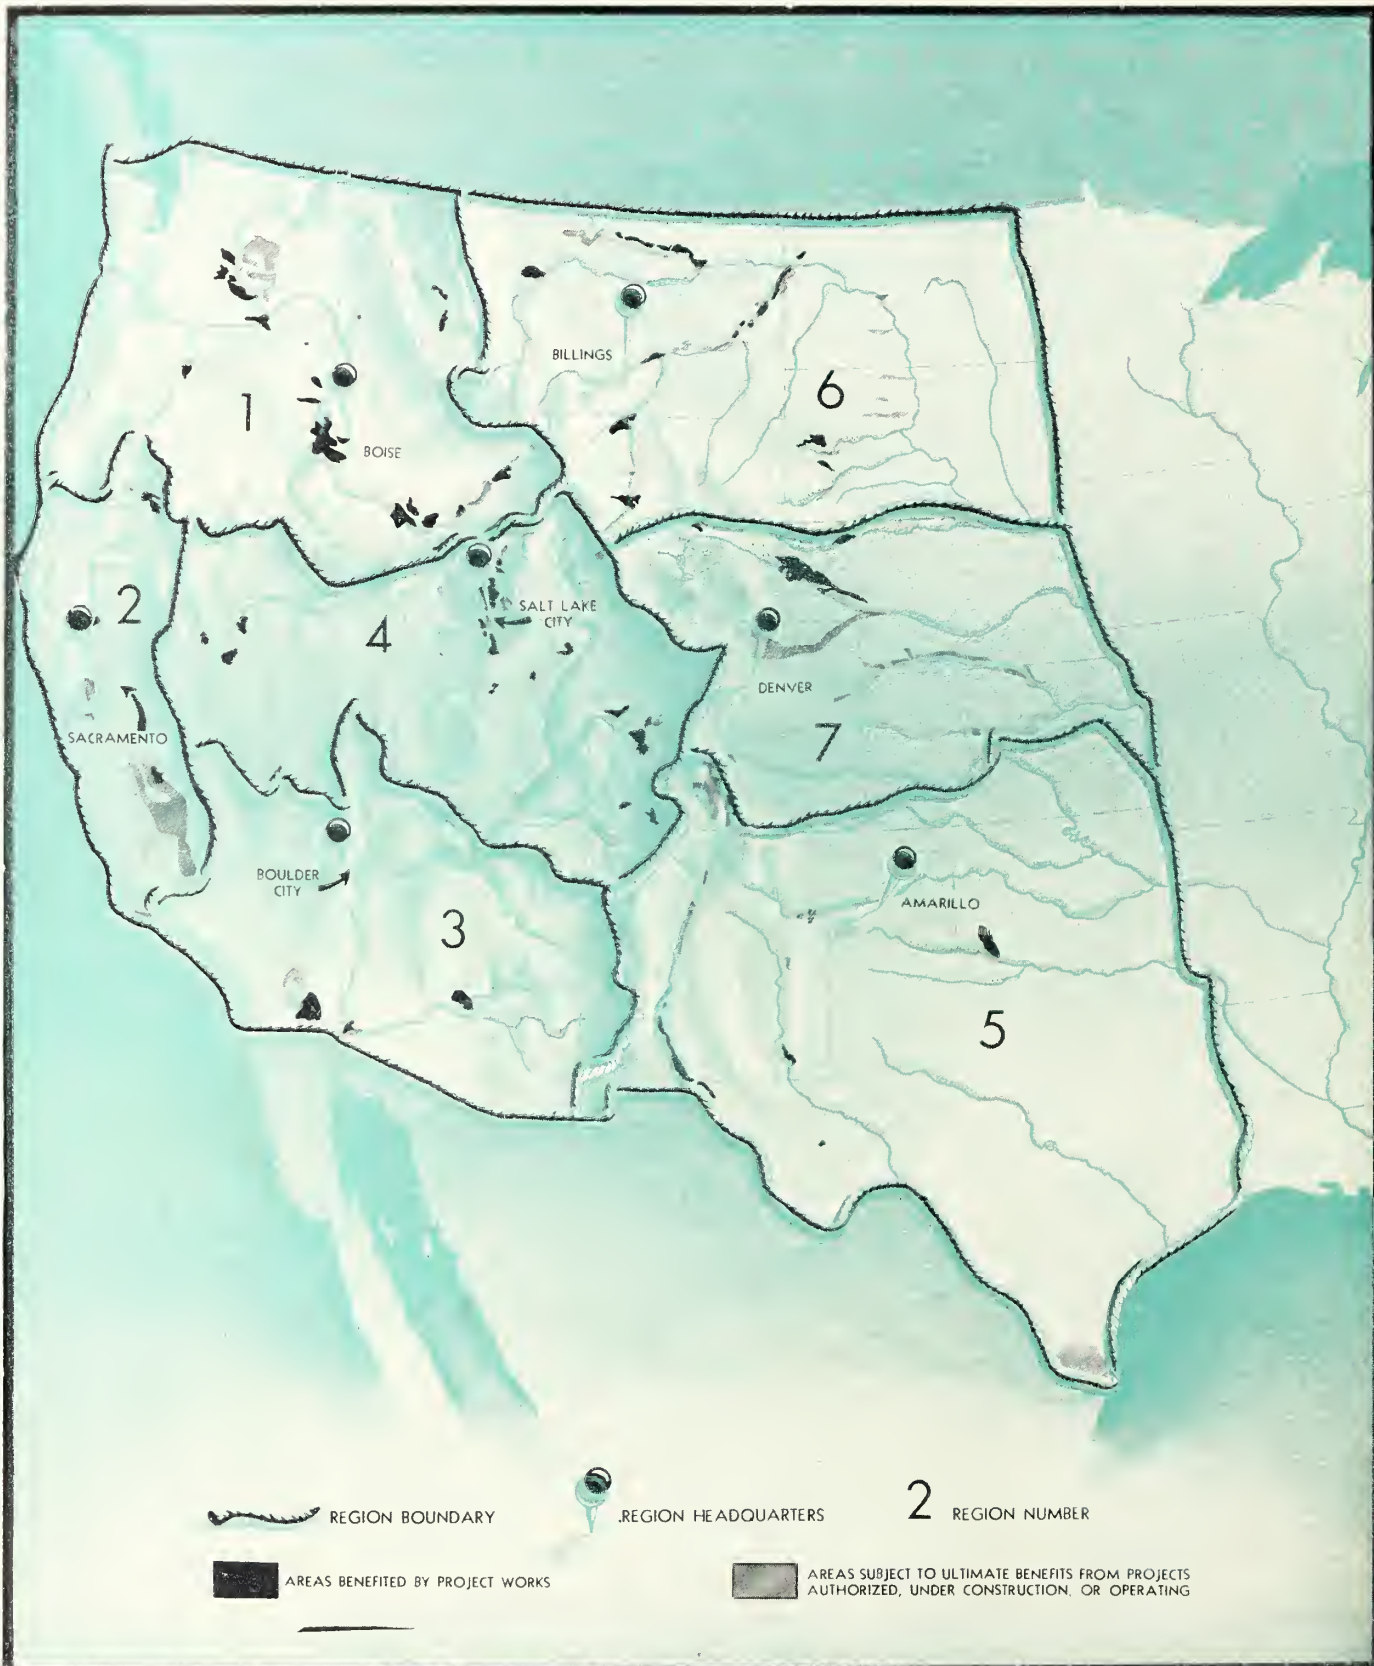 BILLINGS
6
1
BOISE
2
SALT LAKE
CITY
4
DENVER
SACRAMENTO
7
BOULDER
CITY
AMARILLO
3
5
REGION BOUNDARY
.REGION HEADQUARTERS
2
REGION NUMBER
AREAS BENEFITED BY PROJECT WORKS
AREAS SUBJECT TO ULTIMATE BENEFITS FROM PROJECTS
AUTHORIZED, UNDER CONSTRUCTION, OR OPERATING